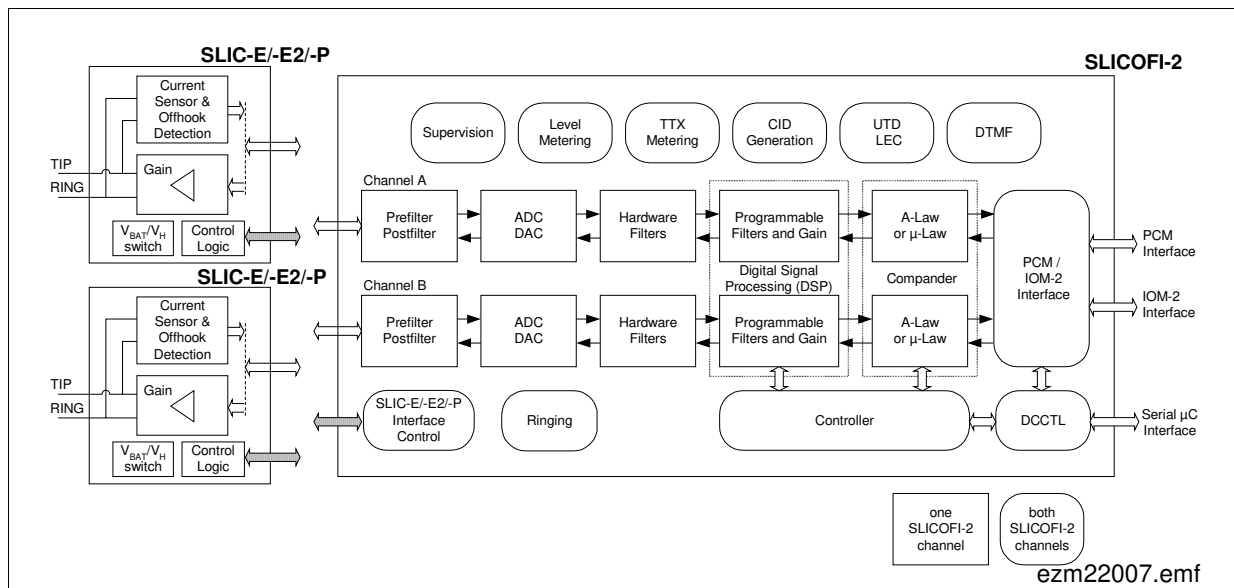 SLIC-E/-E2/-P
SLICOFI-2
Current
Sensor &
Offhook
Detection
TIP
RING
Gain
VBAT/VH
switch
Control
Logic
SLIC-E/-E2/-P
Current
Sensor &
Offhook
Detection
TIP
RING
Gain
VBAT/VH
switch
Control
Logic
Supervision
Level
Metering
TTX
Metering
CID
Generation
UTD
LEC
DTMF
Channel A
Prefilter
Postfilter
ADC
DAC
Hardware
Filters
Programmable
Filters and Gain
A-Law
or µ-Law
Digital Signal
Processing (DSP)
Compander
PCM /
IOM-2
Interface
PCM
Interface
IOM-2
Interface
Channel B
Prefilter
Postfilter
ADC
DAC
Hardware
Filters
Programmable
Filters and Gain
A-Law
or µ-Law
SLIC-E/-E2/-P
Interface
Control
Ringing
Controller
DCCTL
Serial µC
Interface
one
SLICOFI-2
channel
both
SLICOFI-2
channels
ezm22007.emf